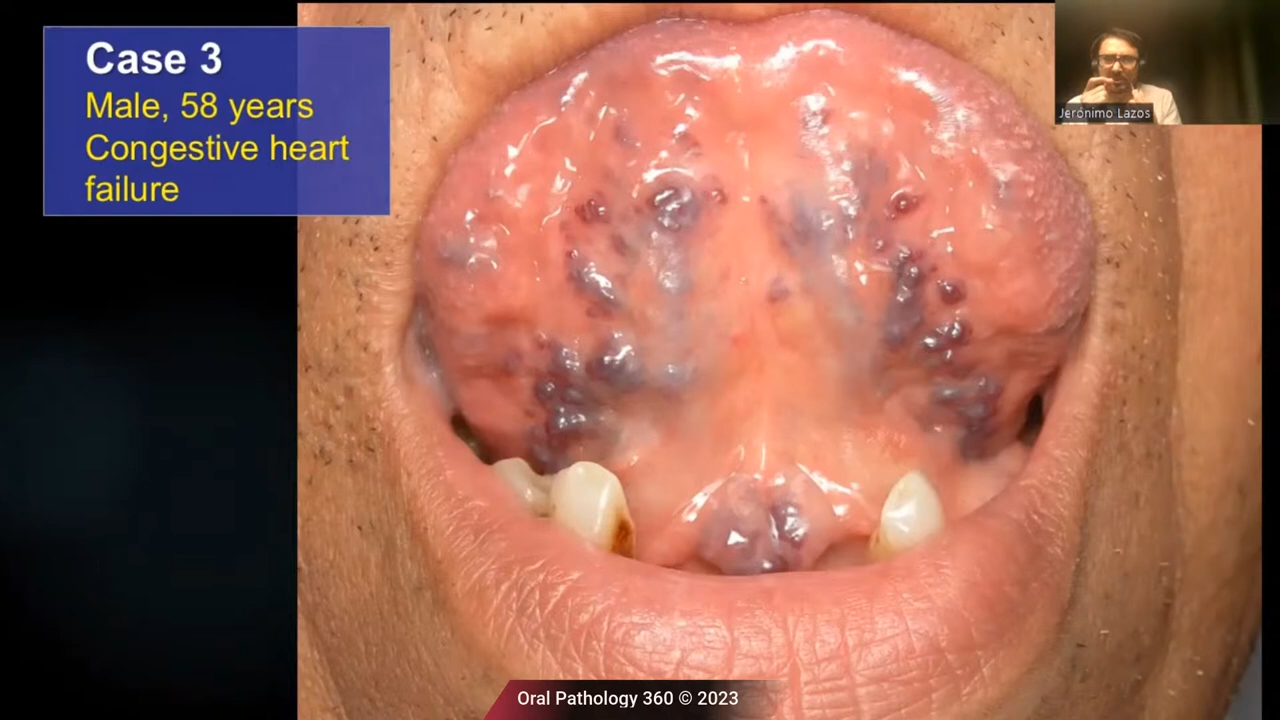 Case 3
Male, 58 years
Congestive heart
failure
Jerónimo Lazos
Oral Pathology 360 © 2023